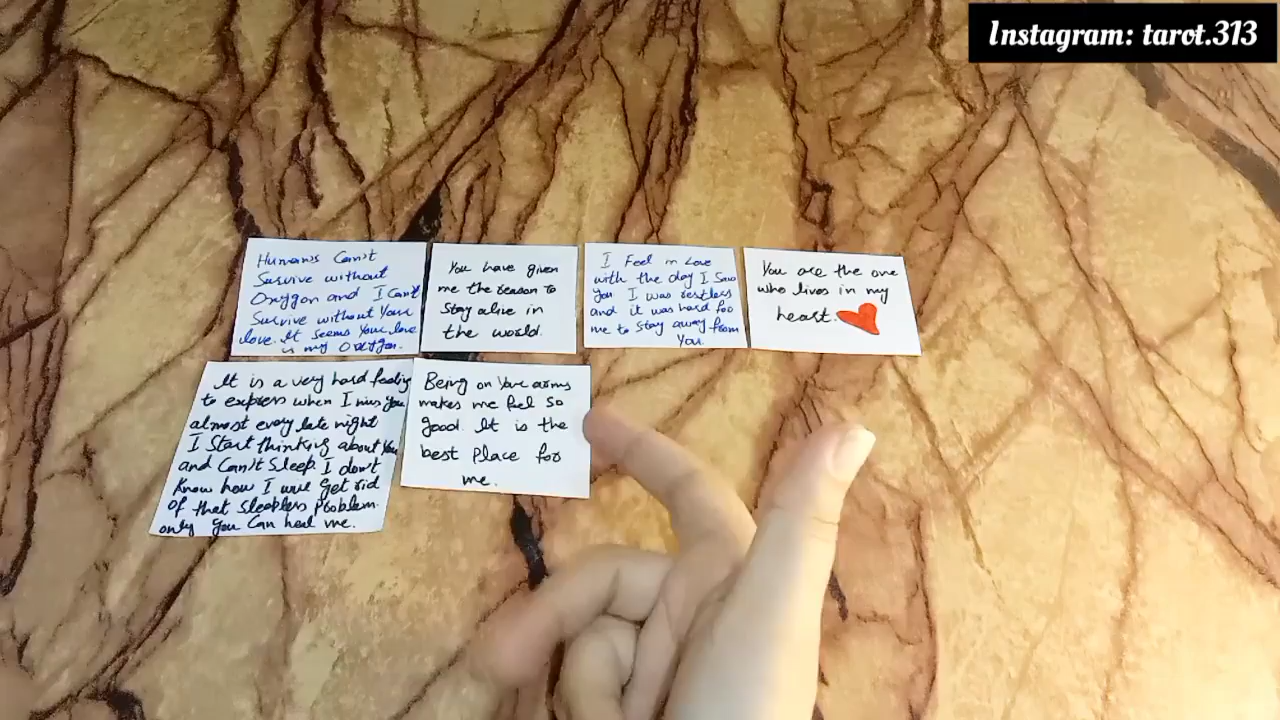 Instagram: tarot.313
Humans Can't
Survive without
Oxygon and I Can't
Survive without Your
love. It seems Your love
is my Oxygon.
You have given
me the reason to
Stay alive in
the world.
I Feel in Love
with the day I Saw
you I was restless
and it was hard for
me to stay away from
You.
You are the one
who lives in my
heart.
It is a very hard feeling
to express when I miss you
almost every late night
I Start thinking about You
and Can't Sleep. I don't
Know how I will get rid
of that Sleepless Problem.
only You Can heal me.
Being on Your arms
makes me feel So
good. It is the
best Place for
me.